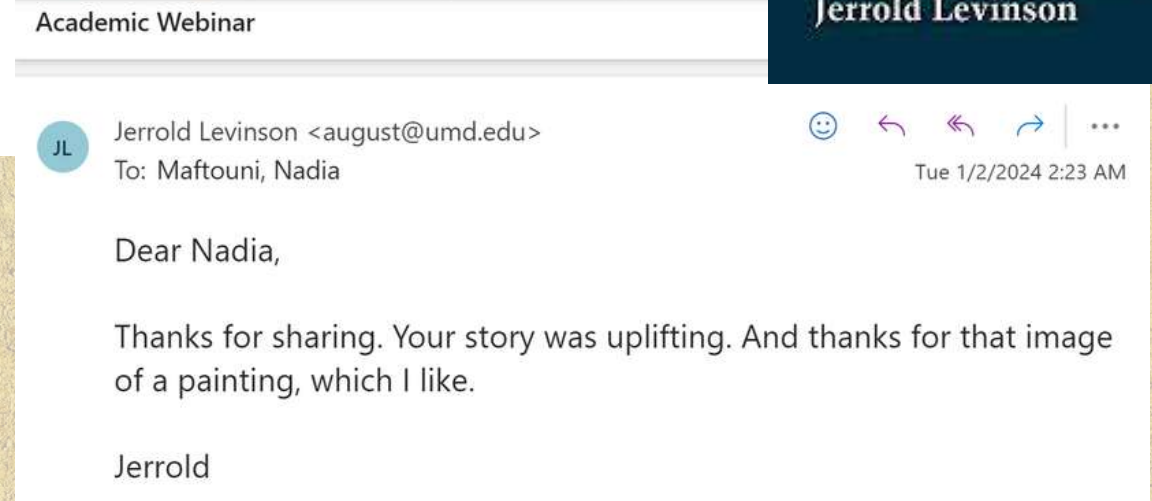 Academic Webinar
Jerrold Levinson
JL
Jerrold Levinson <august@umd.edu>
To: Maftouni, Nadia
Tue 1/2/2024 2:23 AM
Dear Nadia,
Thanks for sharing. Your story was uplifting. And thanks for that image
of a painting, which I like.
Jerrold